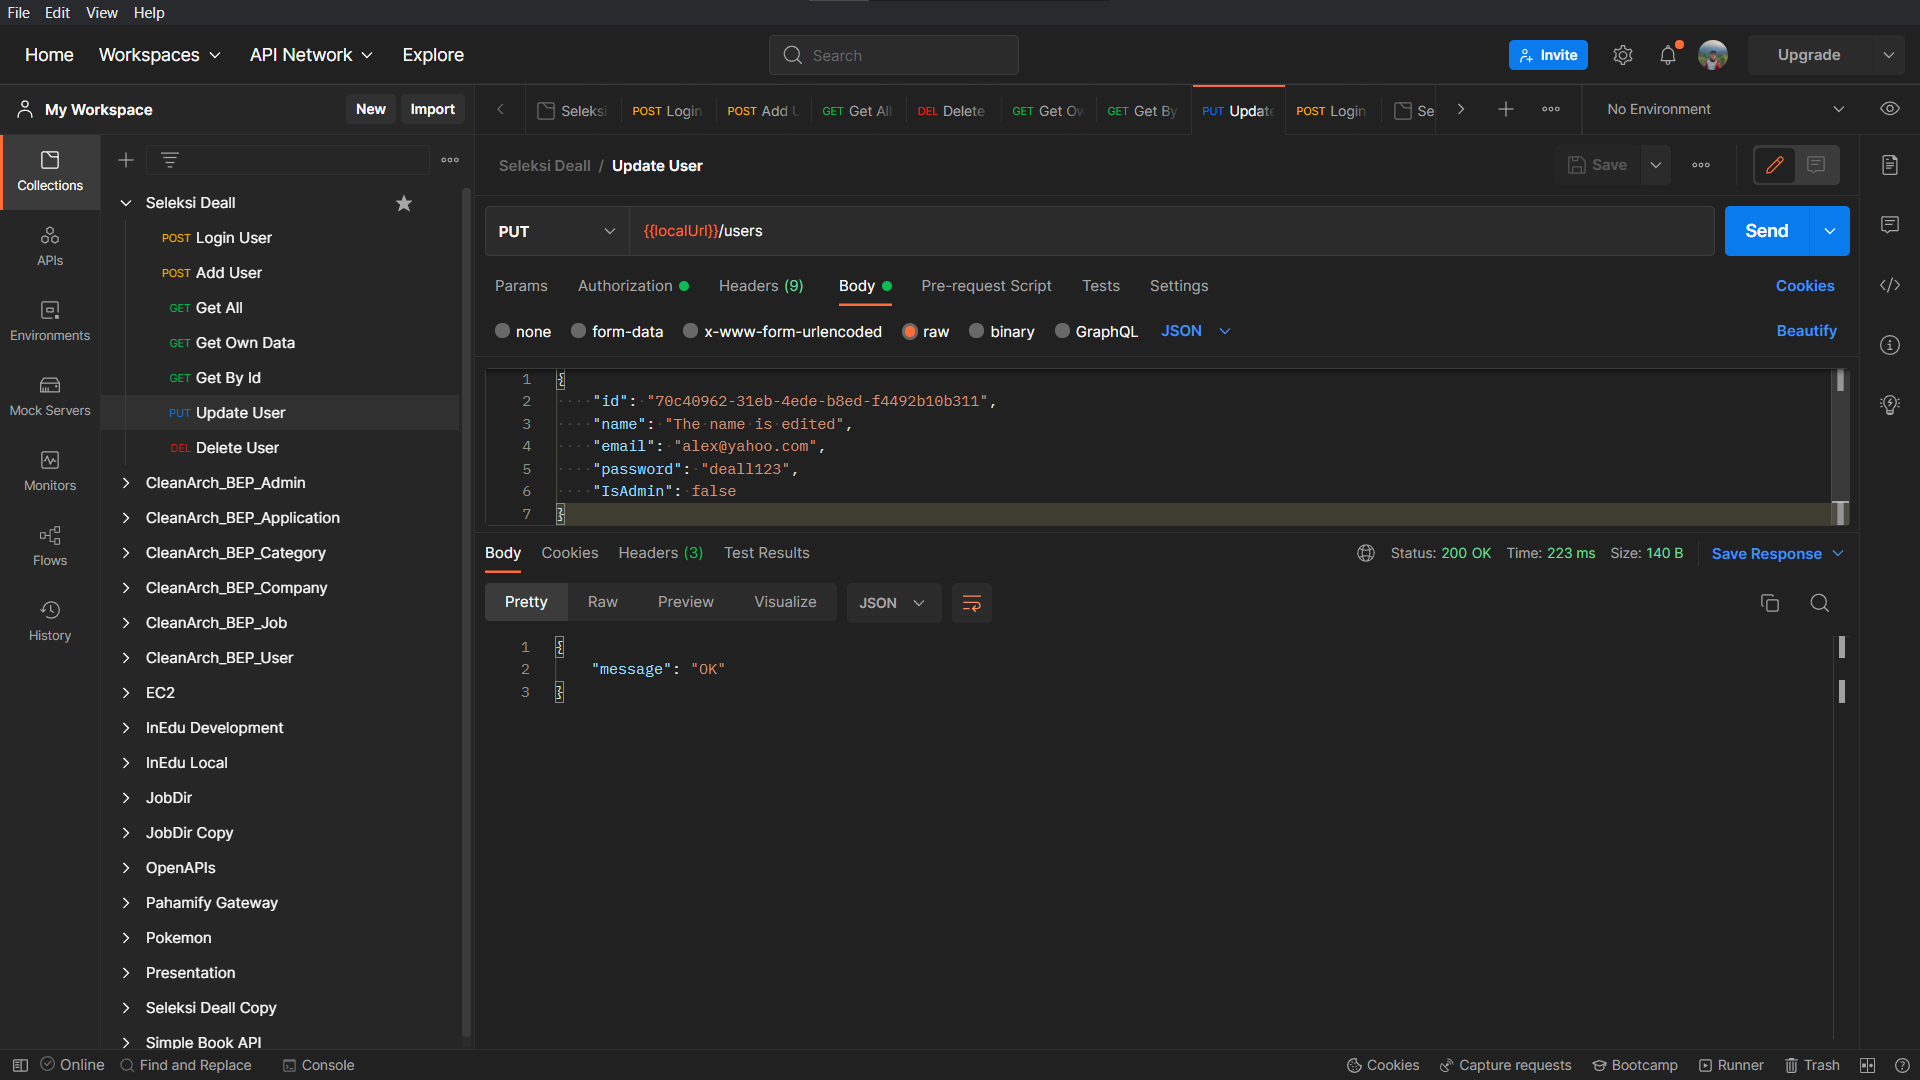 File Edit View Help
Home Workspaces API Network Explore Search Invite Upgrade
My Workspace New Import
Seleksi POST Login POST Add U GET Get All DEL Delete GET Get Ow GET Get By PUT Update POST Login Se No Environment
Seleksi Deall / Update User Save
PUT {{localUrl}}/users Send
Params Authorization Headers (9) Body Pre-request Script Tests Settings Cookies
none form-data x-www-form-urlencoded raw binary GraphQL JSON Beautify
1 {
2 "id": "70c40962-31eb-4ede-b8ed-f4492b10b311",
3 "name": "The name is edited",
4 "email": "alex@yahoo.com",
5 "password": "deall123",
6 "IsAdmin": false
7 }
Body Cookies Headers (3) Test Results Status: 200 OK Time: 223 ms Size: 140 B Save Response
Pretty Raw Preview Visualize JSON
1 {
2 "message": "OK"
3 }
Collections
APIs
Environments
Mock Servers
Monitors
Flows
History
Seleksi Deall
POST Login User
POST Add User
GET Get All
GET Get Own Data
GET Get By Id
PUT Update User
DEL Delete User
CleanArch_BEP_Admin
CleanArch_BEP_Application
CleanArch_BEP_Category
CleanArch_BEP_Company
CleanArch_BEP_Job
CleanArch_BEP_User
EC2
InEdu Development
InEdu Local
JobDir
JobDir Copy
OpenAPIs
Pahamify Gateway
Pokemon
Presentation
Seleksi Deall Copy
Simple Book API
Online Find and Replace Console Cookies Capture requests Bootcamp Runner Trash